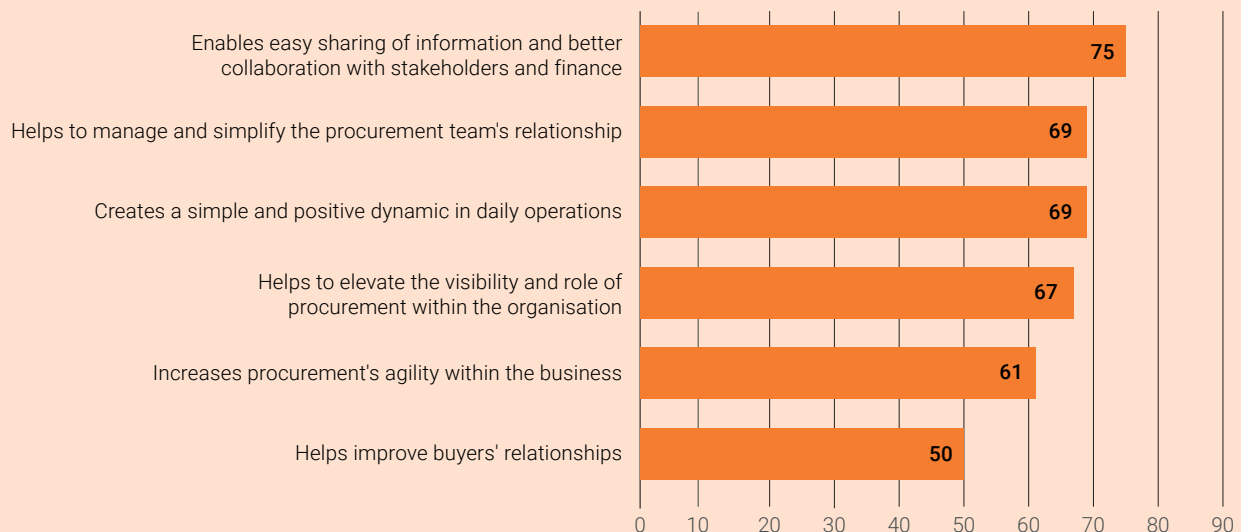 Enables easy sharing of information and better
collaboration with stakeholders and finance
75
Helps to manage and simplify the procurement team's relationship
69
Creates a simple and positive dynamic in daily operations
69
Helps to elevate the visibility and role of
procurement within the organisation
67
Increases procurement's agility within the business
61
Helps improve buyers' relationships
50
0 10 20 30 40 50 60 70 80 90